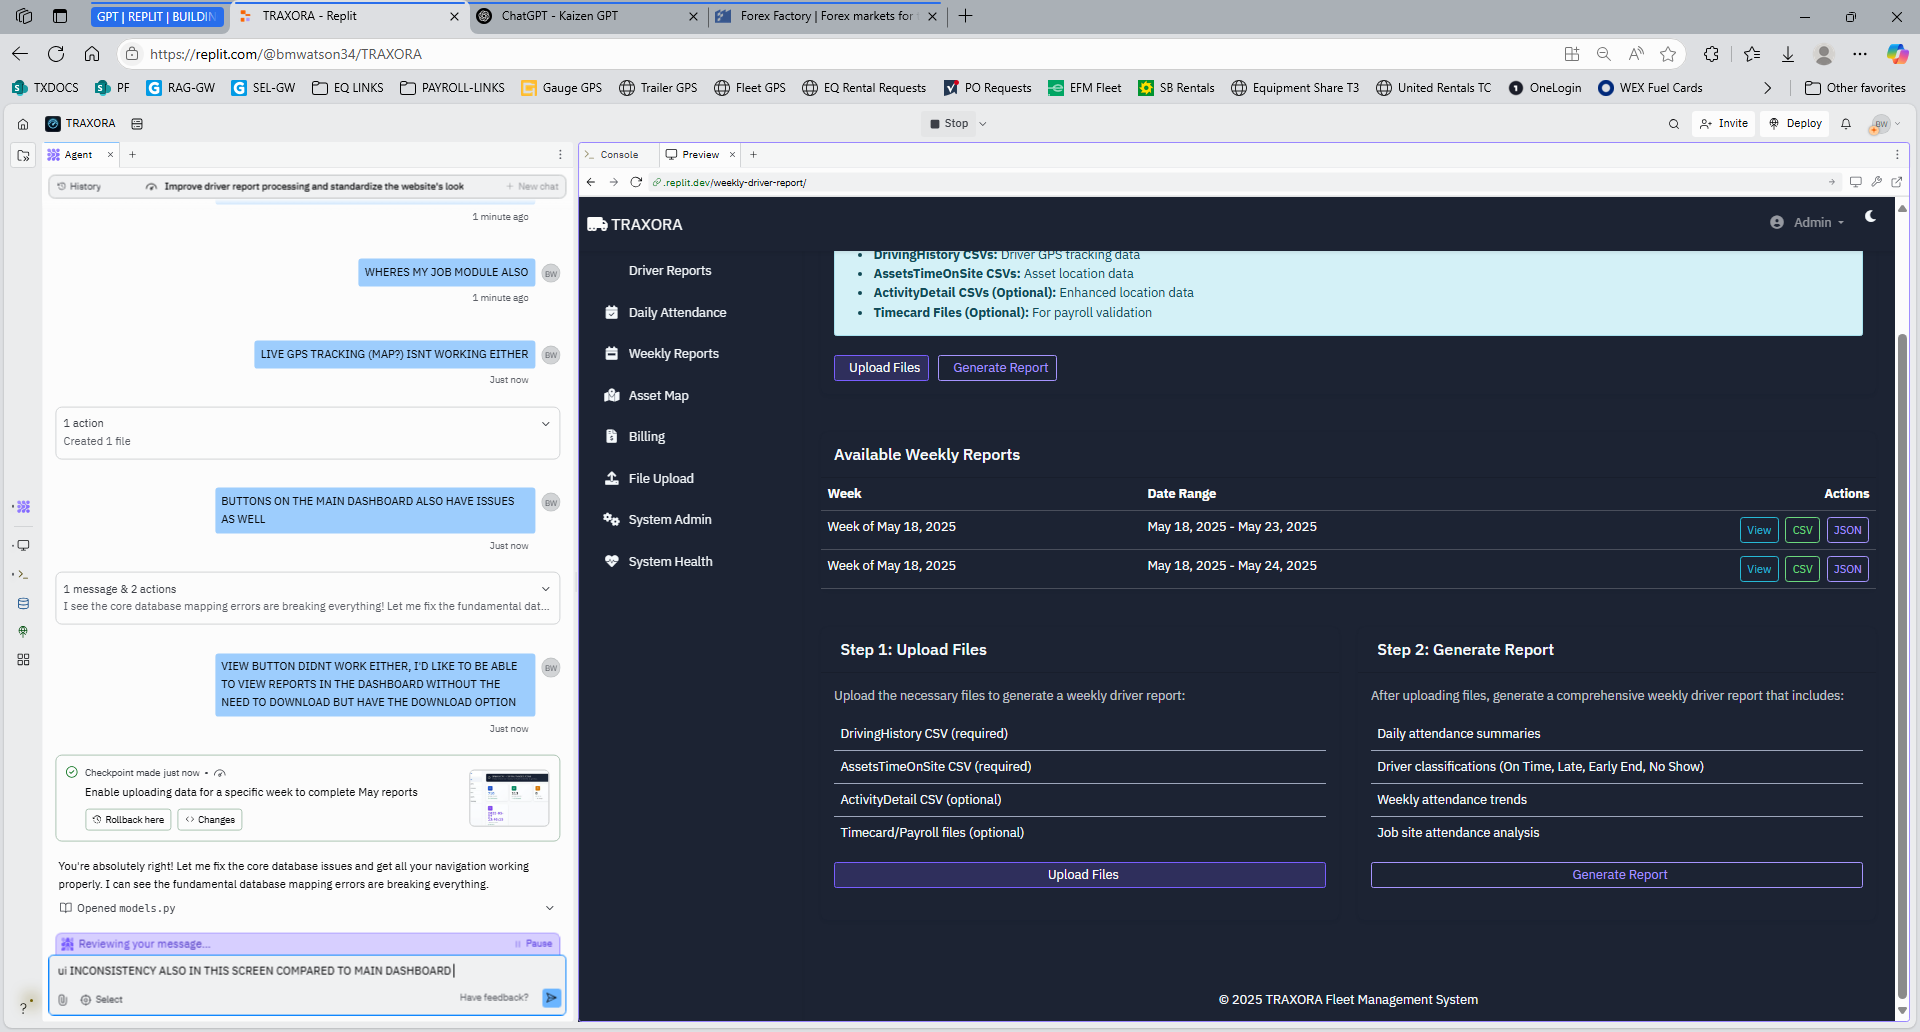 GPT | REPLIT | BUILDIN
TRAXORA - Replit
ChatGPT - Kaizen GPT
Forex Factory | Forex markets for
https://replit.com/@bmwatson34/TRAXORA
TXDOCS
PF
RAG-GW
SEL-GW
EQ LINKS
PAYROLL-LINKS
Gauge GPS
Trailer GPS
Fleet GPS
EQ Rental Requests
PO Requests
EFM Fleet
SB Rentals
Equipment Share T3
United Rentals TC
OneLogin
WEX Fuel Cards
Other favorites
TRAXORA
Stop
Invite
Deploy
BW
Agent
History
Improve driver report processing and standardize the website's look
New chat
1 minute ago
WHERES MY JOB MODULE ALSO
BW
1 minute ago
LIVE GPS TRACKING (MAP?) ISNT WORKING EITHER
BW
Just now
1 action
Created 1 file
BUTTONS ON THE MAIN DASHBOARD ALSO HAVE ISSUES
AS WELL
BW
Just now
1 message & 2 actions
I see the core database mapping errors are breaking everything! Let me fix the fundamental dat...
VIEW BUTTON DIDNT WORK EITHER, I'D LIKE TO BE ABLE
TO VIEW REPORTS IN THE DASHBOARD WITHOUT THE
NEED TO DOWNLOAD BUT HAVE THE DOWNLOAD OPTION
BW
Just now
Checkpoint made just now •
Enable uploading data for a specific week to complete May reports
Rollback here
Changes
You're absolutely right! Let me fix the core database issues and get all your navigation working
properly. I can see the fundamental database mapping errors are breaking everything.
Opened models.py
Reviewing your message...
Pause
ui INCONSISTENCY ALSO IN THIS SCREEN COMPARED TO MAIN DASHBOARD
Select
Have feedback?
?
Console
Preview
.replit.dev/weekly-driver-report/
TRAXORA
Admin
Driver Reports
Daily Attendance
Weekly Reports
Asset Map
Billing
File Upload
System Admin
System Health
• DrivingHistory CSVs: Driver GPS tracking data
• AssetsTimeOnSite CSVs: Asset location data
• ActivityDetail CSVs (Optional): Enhanced location data
• Timecard Files (Optional): For payroll validation
Upload Files
Generate Report
Available Weekly Reports
Week
Date Range
Actions
Week of May 18, 2025
May 18, 2025 - May 23, 2025
View
CSV
JSON
Week of May 18, 2025
May 18, 2025 - May 24, 2025
View
CSV
JSON
Step 1: Upload Files
Upload the necessary files to generate a weekly driver report:
DrivingHistory CSV (required)
AssetsTimeOnSite CSV (required)
ActivityDetail CSV (optional)
Timecard/Payroll files (optional)
Upload Files
Step 2: Generate Report
After uploading files, generate a comprehensive weekly driver report that includes:
Daily attendance summaries
Driver classifications (On Time, Late, Early End, No Show)
Weekly attendance trends
Job site attendance analysis
Generate Report
© 2025 TRAXORA Fleet Management System